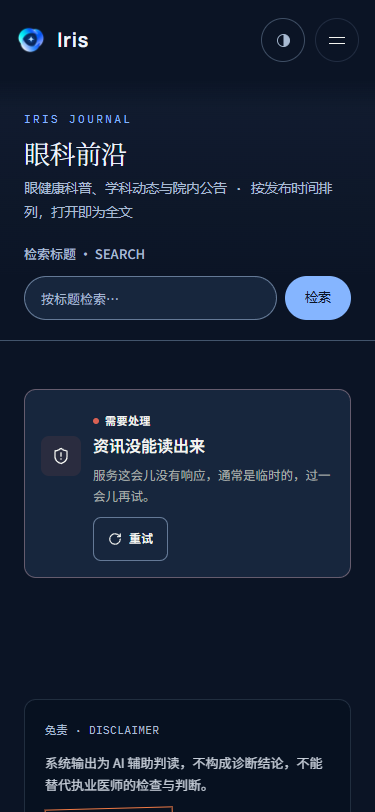 Iris
IRIS JOURNAL
眼科前沿
眼健康科普、学科动态与院内公告 · 按发布时间排
列，打开即为全文
检索标题 · SEARCH
按标题检索…
检索
需要处理
资讯没能读出来
服务这会儿没有响应，通常是临时的，过一
会儿再试。
重试
免责 · DISCLAIMER
系统输出为 AI 辅助判读，不构成诊断结论，不能
替代执业医师的检查与判断。